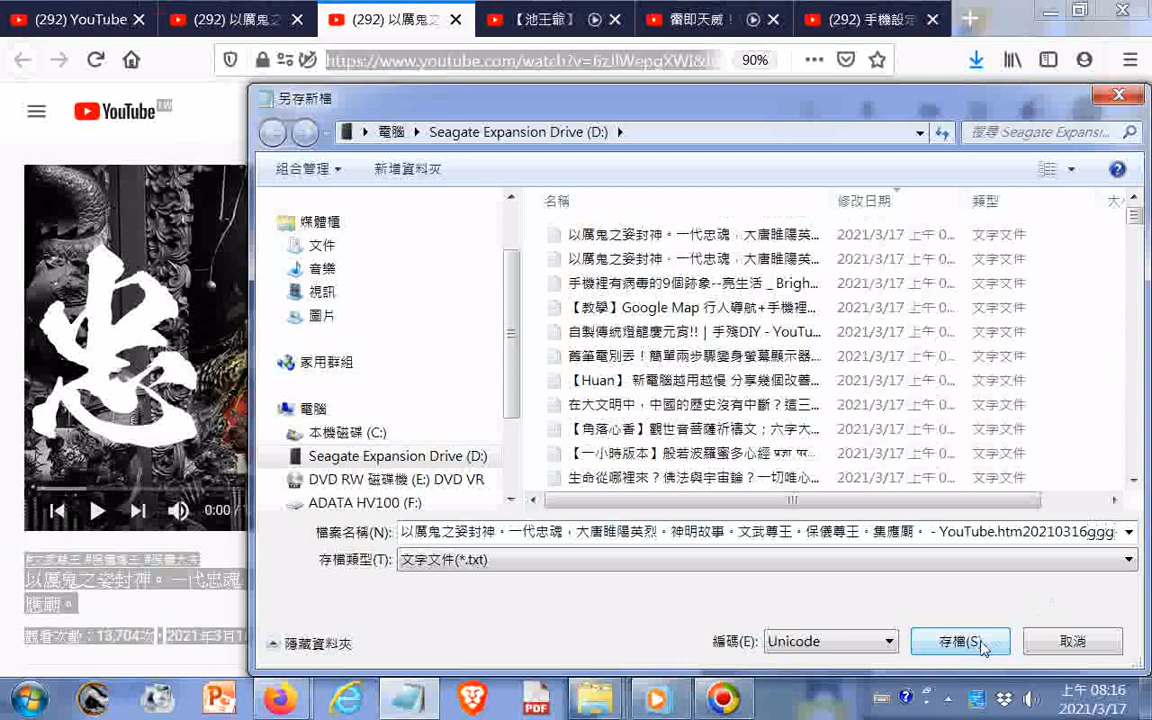 (292) YouTube
(292) 以厲鬼之
(292) 以厲鬼之
【池王爺】
雷即天威！
(292) 手機設定
https://www.youtube.com/watch?v=6zJlWepgXWI&
90%
YouTube TW
忠
0:00 / 1
以厲鬼之姿封神。一代忠魂
應廟。
觀看次數：13,704次・2021年3月1
另存新檔
電腦
Seagate Expansion Drive (D:)
搜尋 Seagate Expansi...
組合管理
新增資料夾
媒體櫃
文件
音樂
視訊
圖片
家用群組
電腦
本機磁碟 (C:)
Seagate Expansion Drive (D:)
DVD RW 磁碟機 (E:) DVD VR
ADATA HV100 (F:)
名稱 修改日期 類型 大
以厲鬼之姿封神。一代忠魂，大唐睢陽英... 2021/3/17 上午 0... 文字文件
以厲鬼之姿封神。一代忠魂，大唐睢陽英... 2021/3/17 上午 0... 文字文件
手機裡有病毒的9個跡象--亮生活 _ Brigh... 2021/3/17 上午 0... 文字文件
【教學】Google Map 行人導航+手機裡... 2021/3/17 上午 0... 文字文件
自製傳統燈籠慶元宵!! | 手殘DIY - YouTu... 2021/3/17 上午 0... 文字文件
舊筆電別丟！簡單兩步驟變身螢幕顯示器... 2021/3/17 上午 0... 文字文件
【Huan】 新電腦越用越慢 分享幾個改善... 2021/3/17 上午 0... 文字文件
在大文明中，中國的歷史沒有中斷？這三... 2021/3/17 上午 0... 文字文件
【角落心香】觀世音菩薩祈禱文；六字大... 2021/3/17 上午 0... 文字文件
【一小時版本】般若波羅蜜多心經 2021/3/17 上午 0... 文字文件
生命從哪裡來？佛法與宇宙論？一切唯心... 2021/3/17 上午 0... 文字文件
檔案名稱(N): 以厲鬼之姿封神。一代忠魂，大唐睢陽英烈。神明故事。文武尊王。保儀尊王。集應廟。 - YouTube.htm20210316ggg
存檔類型(T): 文字文件(*.txt)
隱藏資料夾
編碼(E): Unicode
存檔(S)
取消
PDF
上午 08:16
2021/3/17